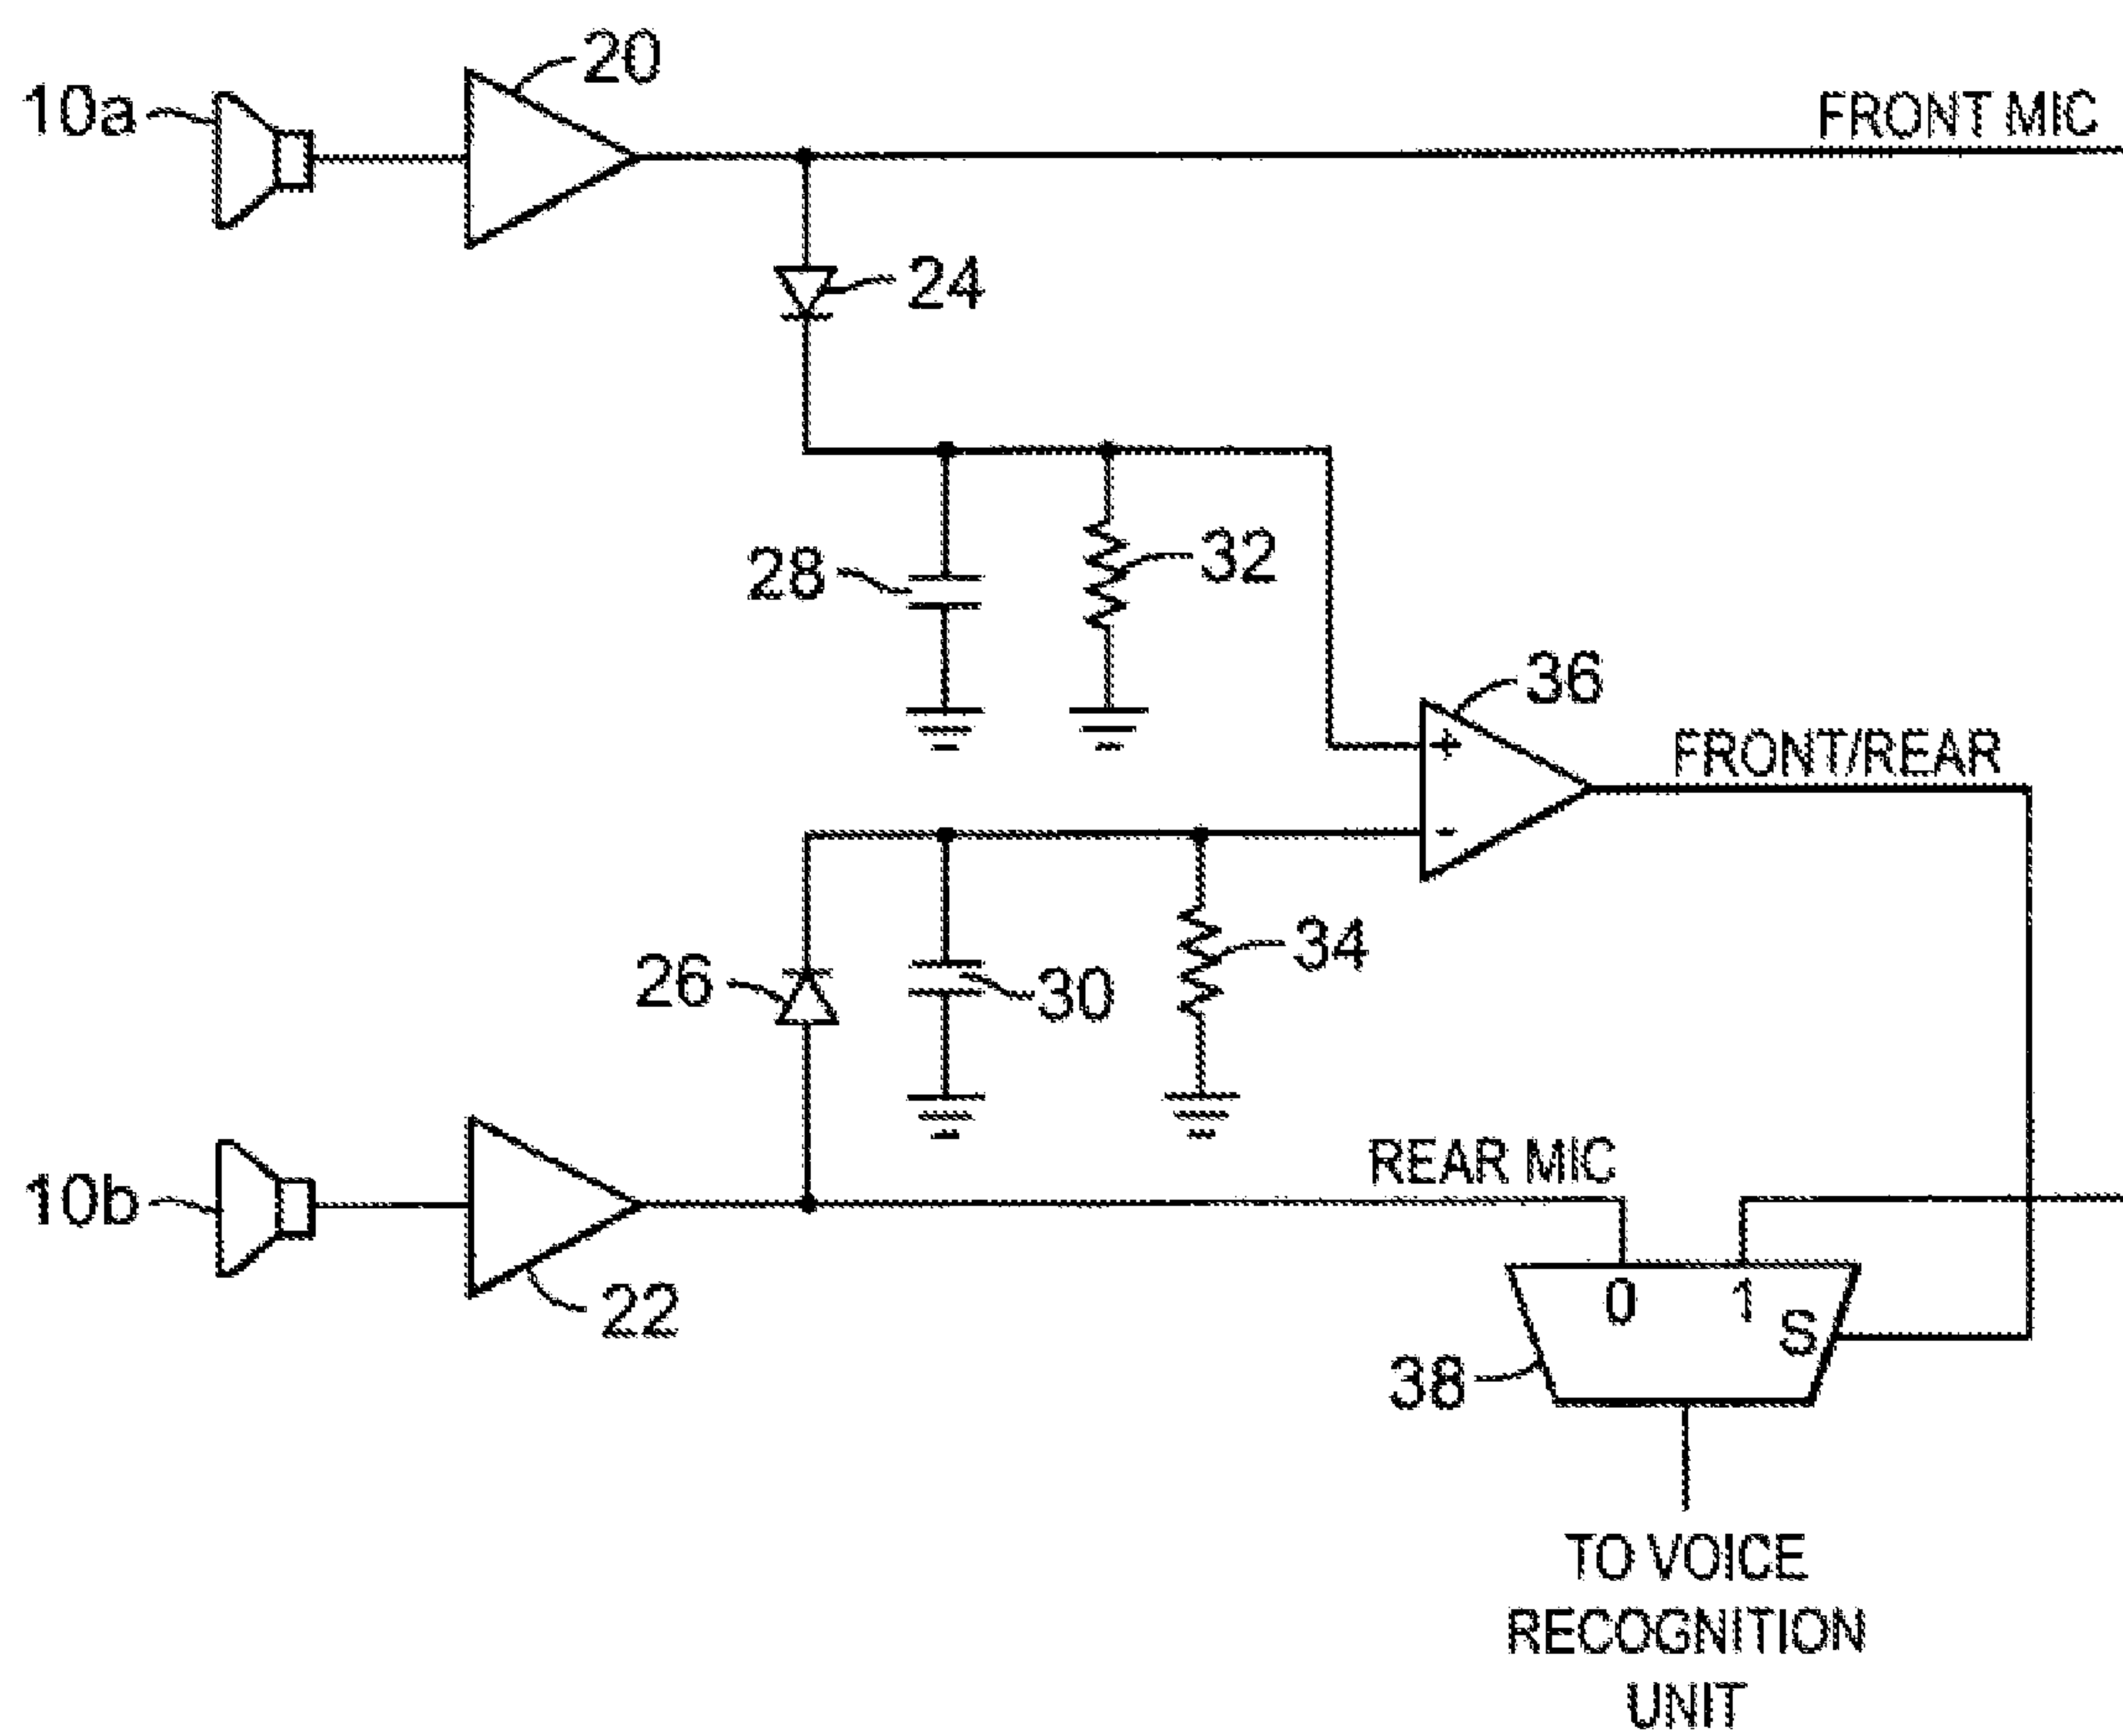 20
10a
FRONT MIC
24
28
32
36
+
FRONT/REAR
-
26
30
34
REAR MIC
10b
22
0 1 S
38
TO VOICE
RECOGNITION
UNIT